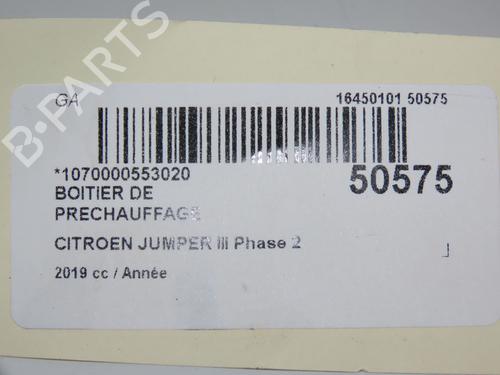 GA
16450101 50575
*1070000553020
50575
BOITIER DE
PRECHAUFFAGE
CITROEN JUMPER III Phase 2
2019 cc / Année
B-PARTS